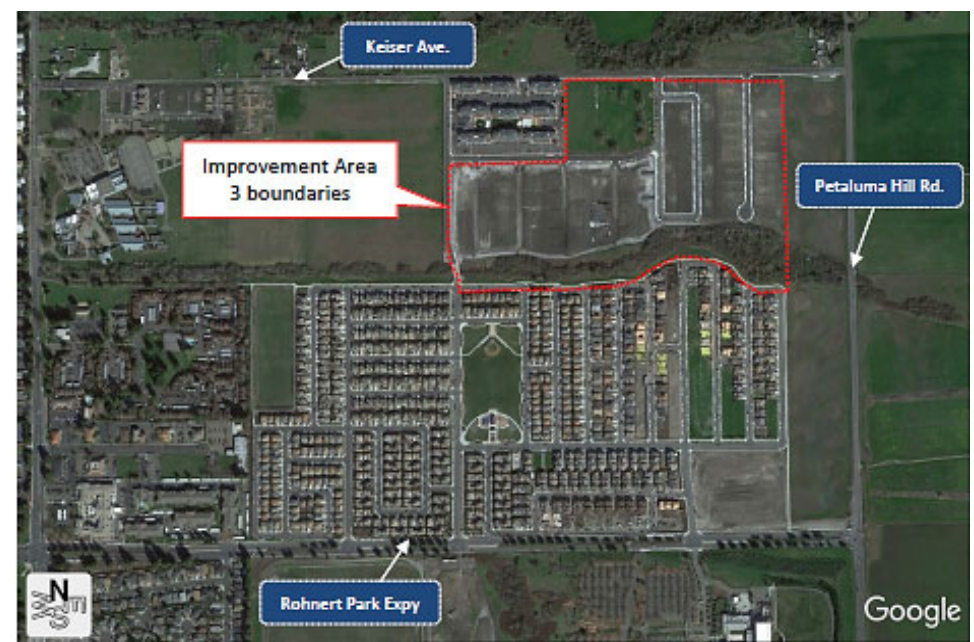 Keiser Ave.
Improvement Area
3 boundaries
Petaluma Hill Rd.
Rohnert Park Expy
N
W
E
S
Google